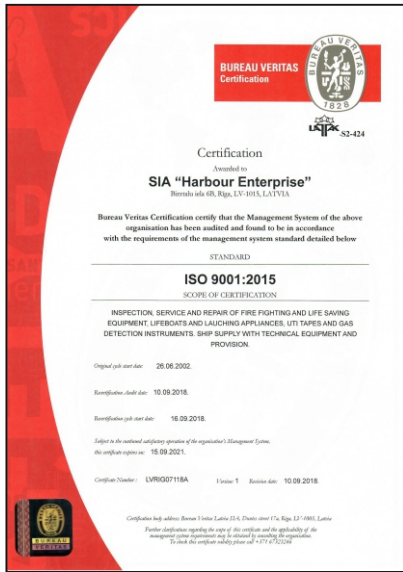 BUREAU VERITAS
Certification
BUREAU VERITAS
1828
S2-424
Certification
Awarded to
SIA “Harbour Enterprise”
Birzedu iela 6B, Riga, LV-1015, LATVIA
Bureau Veritas Certification certify that the Management System of the above
organisation has been audited and found to be in accordance
with the requirements of the management system standard detailed below
STANDARD
ISO 9001:2015
SCOPE OF CERTIFICATION
INSPECTION, SERVICE AND REPAIR OF FIRE FIGHTING AND LIFE SAVING
EQUIPMENT, LIFEBOATS AND LAUCHING APPLIANCES, UTI TAPES AND GAS
DETECTION INSTRUMENTS. SHIP SUPPLY WITH TECHNICAL EQUIPMENT AND
PROVISION.
Original cycle start date: 26.06.2002.
Recertification Audit date: 10.09.2018.
Recertification cycle start date: 16.09.2018.
Subject to the continued satisfactory operation of the organisation's Management System,
this certificate expires on: 15.09.2021.
Certificate Number : LVRIG07118A Version: 1 Revision date: 10.09.2018.
Certification body address: Bureau Veritas Latvia SIA, Duntes street 17a, Riga, LV-1005, Latvia
Further clarifications regarding the scope of this certificate and the applicability of the
management system requirements may be obtained by consulting the organisation.
To check this certificate validity please call +371 67323246
BUREAU
VERITAS